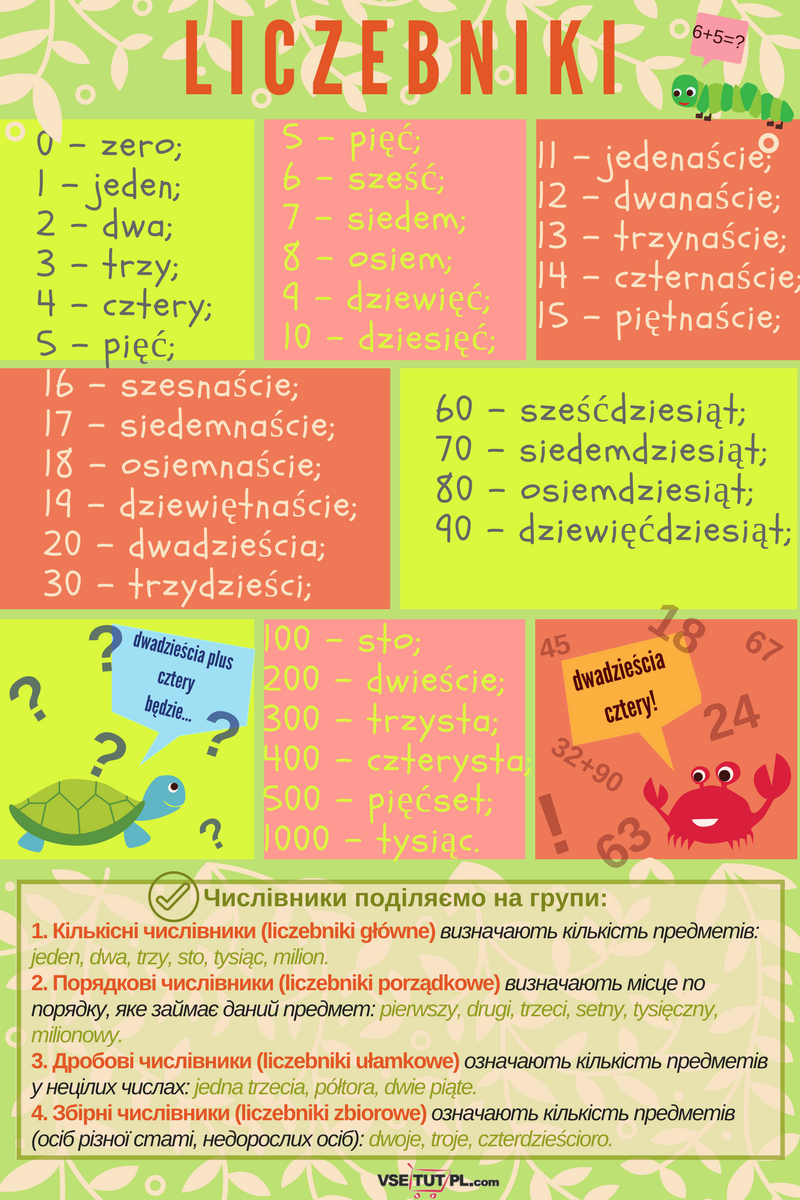 LICZEBNIKI
6+5=?
0 – zero;
1 – jeden;
2 – dwa;
3 – trzy;
4 – cztery;
5 – pięć;
5 – pięć;
6 – sześć;
7 – siedem;
8 – osiem;
9 – dziewięć;
10 – dziesięć;
11 – jedenaście;
12 – dwanaście;
13 – trzynaście;
14 – czternaście;
15 – piętnaście;
16 – szesnaście;
17 – siedemnaście;
18 – osiemnaście;
19 – dziewiętnaście;
20 – dwadzieścia;
30 – trzydzieści;
60 – sześćdziesiąt;
70 – siedemdziesiąt;
80 – osiemdziesiąt;
90 – dziewięćdziesiąt;
? ? ? ? ?
dwadzieścia plus
cztery
będzie...
100 – sto;
200 – dwieście;
300 – trzysta;
400 – czterysta;
500 – pięćset;
1000 – tysiąc.
45
18
67
dwadzieścia
cztery!
24
32+90
!
63
Числівники поділяємо на групи:
1. Кількісні числівники (liczebniki główne) визначають кількість предметів:
jeden, dwa, trzy, sto, tysiąc, milion.
2. Порядкові числівники (liczebniki porządkowe) визначають місце по
порядку, яке займає даний предмет: pierwszy, drugi, trzeci, setny, tysięczny,
milionowy.
3. Дробові числівники (liczebniki ułamkowe) означають кількість предметів
у нецілих числах: jedna trzecia, półtora, dwie piąte.
4. Збірні числівники (liczebniki zbiorowe) означають кількість предметів
(осіб різної статі, недорослих осіб): dwoje, troje, czterdzieścioro.
VSETUTPL.com